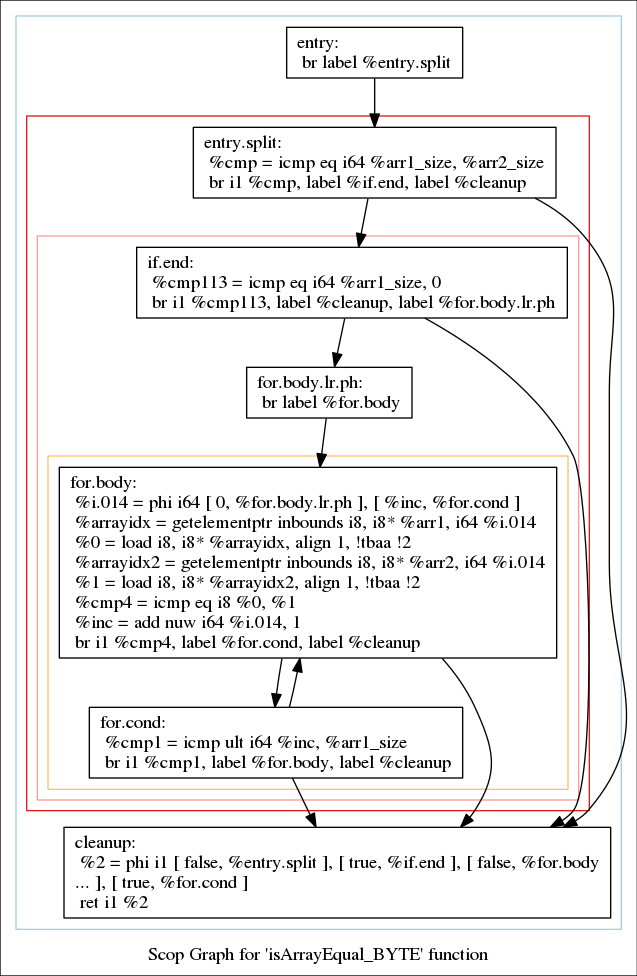 entry:
br label %entry.split
entry.split:
%cmp = icmp eq i64 %arr1_size, %arr2_size
br i1 %cmp, label %if.end, label %cleanup
if.end:
%cmp113 = icmp eq i64 %arr1_size, 0
br i1 %cmp113, label %cleanup, label %for.body.lr.ph
for.body.lr.ph:
br label %for.body
for.body:
%i.014 = phi i64 [ 0, %for.body.lr.ph ], [ %inc, %for.cond ]
%arrayidx = getelementptr inbounds i8, i8* %arr1, i64 %i.014
%0 = load i8, i8* %arrayidx, align 1, !tbaa !2
%arrayidx2 = getelementptr inbounds i8, i8* %arr2, i64 %i.014
%1 = load i8, i8* %arrayidx2, align 1, !tbaa !2
%cmp4 = icmp eq i8 %0, %1
%inc = add nuw i64 %i.014, 1
br i1 %cmp4, label %for.cond, label %cleanup
for.cond:
%cmp1 = icmp ult i64 %inc, %arr1_size
br i1 %cmp1, label %for.body, label %cleanup
cleanup:
%2 = phi i1 [ false, %entry.split ], [ true, %if.end ], [ false, %for.body
... ], [ true, %for.cond ]
ret i1 %2
Scop Graph for 'isArrayEqual_BYTE' function